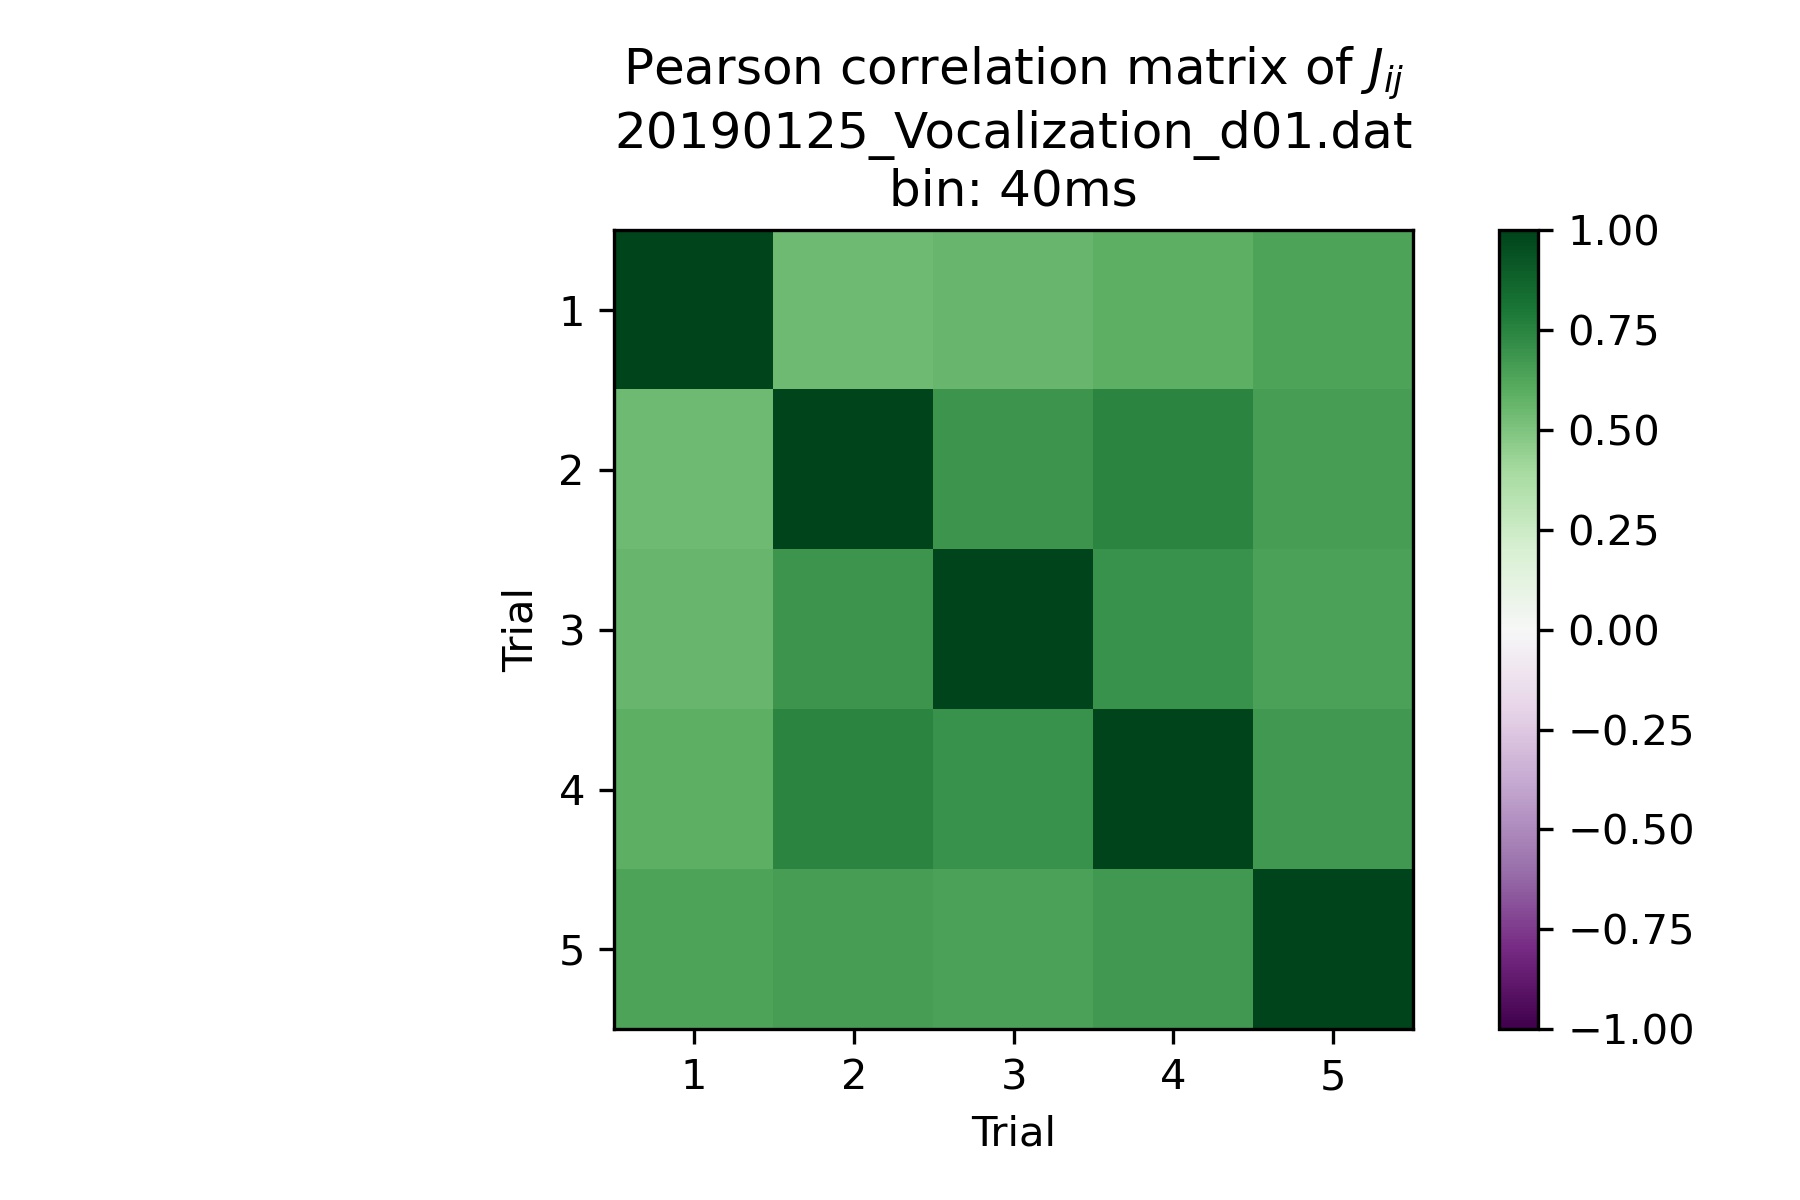 Pearson correlation matrix of J_ij
20190125_Vocalization_d01.dat
bin: 40ms
1
2
3
4
5
Trial
1 2 3 4 5
Trial
1.00
0.75
0.50
0.25
0.00
−0.25
−0.50
−0.75
−1.00